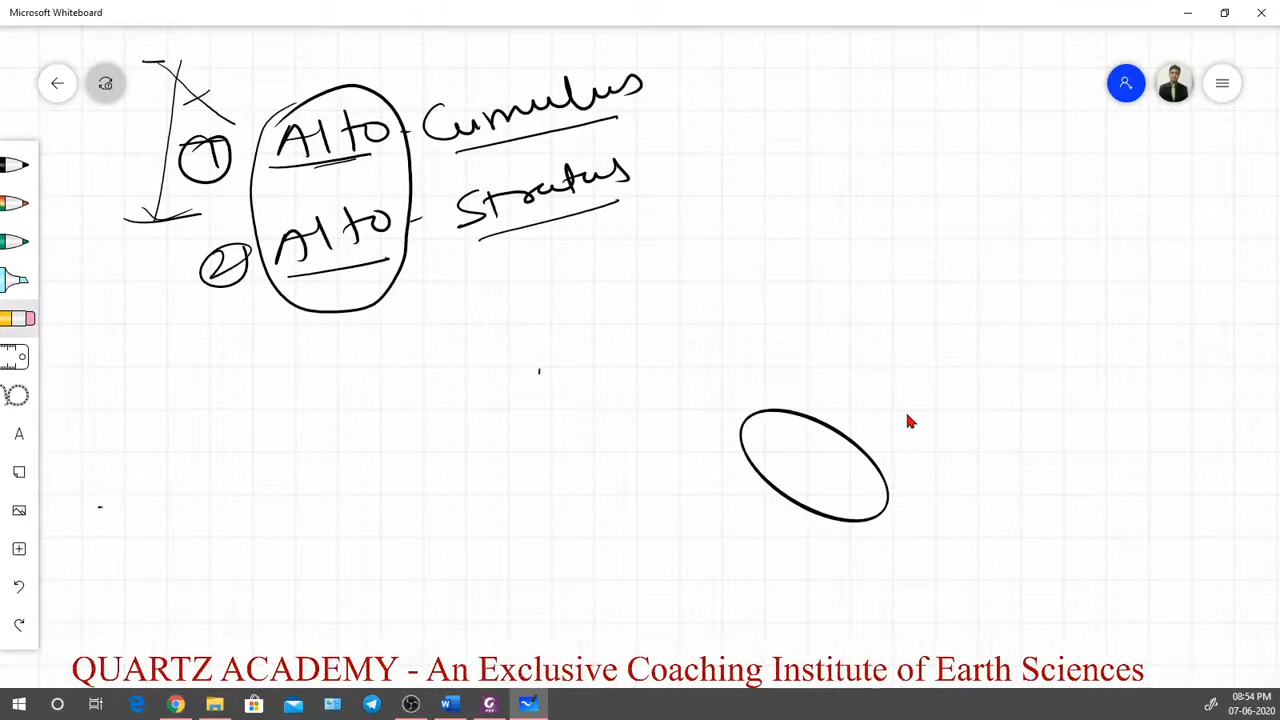 Microsoft Whiteboard
① Alto - Cumulus
② Alto - Stratus
A
QUARTZ ACADEMY - An Exclusive Coaching Institute of Earth Sciences
08:54 PM
07-06-2020